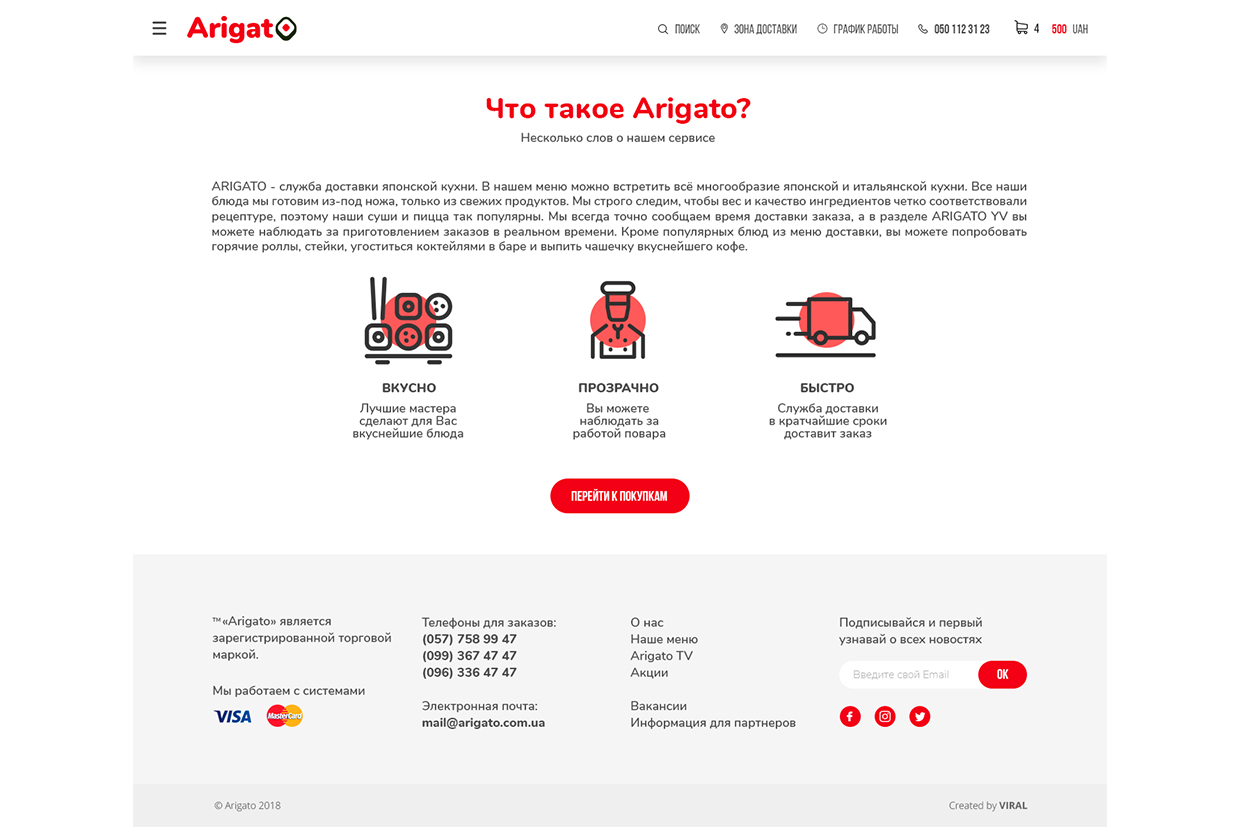 Arigato
ПОИСК
ЗОНА ДОСТАВКИ
ГРАФИК РАБОТЫ
050 112 31 23
4
500 UAH
Что такое Arigato?
Несколько слов о нашем сервисе
ARIGATO - служба доставки японской кухни. В нашем меню можно встретить всё многообразие японской и итальянской кухни. Все наши
блюда мы готовим из-под ножа, только из свежих продуктов. Мы строго следим, чтобы вес и качество ингредиентов четко соответствовали
рецептуре, поэтому наши суши и пицца так популярны. Мы всегда точно сообщаем время доставки заказа, а в разделе ARIGATO YV вы
можете наблюдать за приготовлением заказов в реальном времени. Кроме популярных блюд из меню доставки, вы можете попробовать
горячие роллы, стейки, угоститься коктейлями в баре и выпить чашечку вкуснейшего кофе.
ВКУСНО
Лучшие мастера
сделают для Вас
вкуснейшие блюда
ПРОЗРАЧНО
Вы можете
наблюдать за
работой повара
БЫСТРО
Служба доставки
в кратчайшие сроки
доставит заказ
ПЕРЕЙТИ К ПОКУПКАМ
™«Arigato» является
зарегистрированной торговой
маркой.
Мы работаем с системами
VISA
MasterCard
Телефоны для заказов:
(057) 758 99 47
(099) 367 47 47
(096) 336 47 47
Электронная почта:
mail@arigato.com.ua
О нас
Наше меню
Arigato TV
Акции
Вакансии
Информация для партнеров
Подписывайся и первый
узнавай о всех новостях
Введите свой Email
ОК
© Arigato 2018
Created by VIRAL